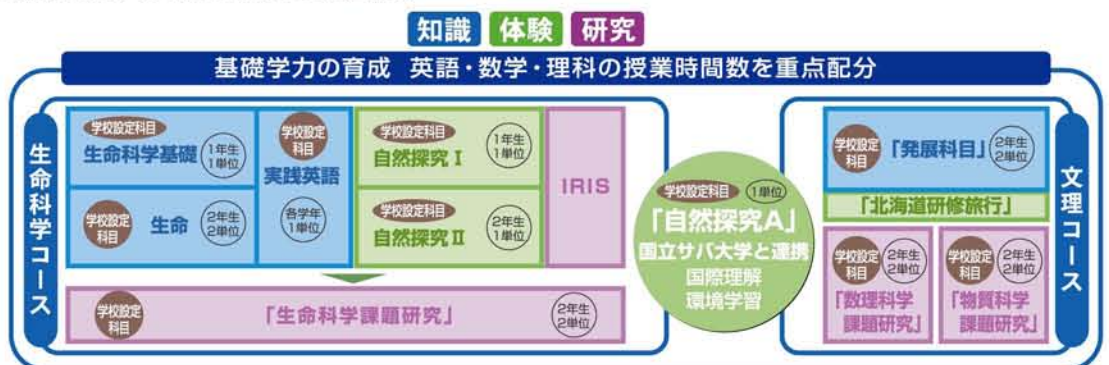 知識 体験 研究
基礎学力の育成 英語・数学・理科の授業時間数を重点配分
生命科学コース
学校設定科目
生命科学基礎
1年生
1単位
学校設定
科目
生命
2年生
2単位
学校設定
科目
実践英語
各学年
1単位
学校設定科目
自然探究Ⅰ
1年生
1単位
学校設定科目
自然探究Ⅱ
2年生
1単位
IRIS
学校設定
科目
「生命科学課題研究」
2年生
2単位
学校設定科目
1単位
「自然探究A」
国立サバ大学と連携
国際理解
環境学習
文理コース
学校設定
科目
「発展科目」
2年生
2単位
「北海道研修旅行」
学校設定
科目
2年生
2単位
「数理科学
課題研究」
学校設定
科目
2年生
2単位
「物質科学
課題研究」